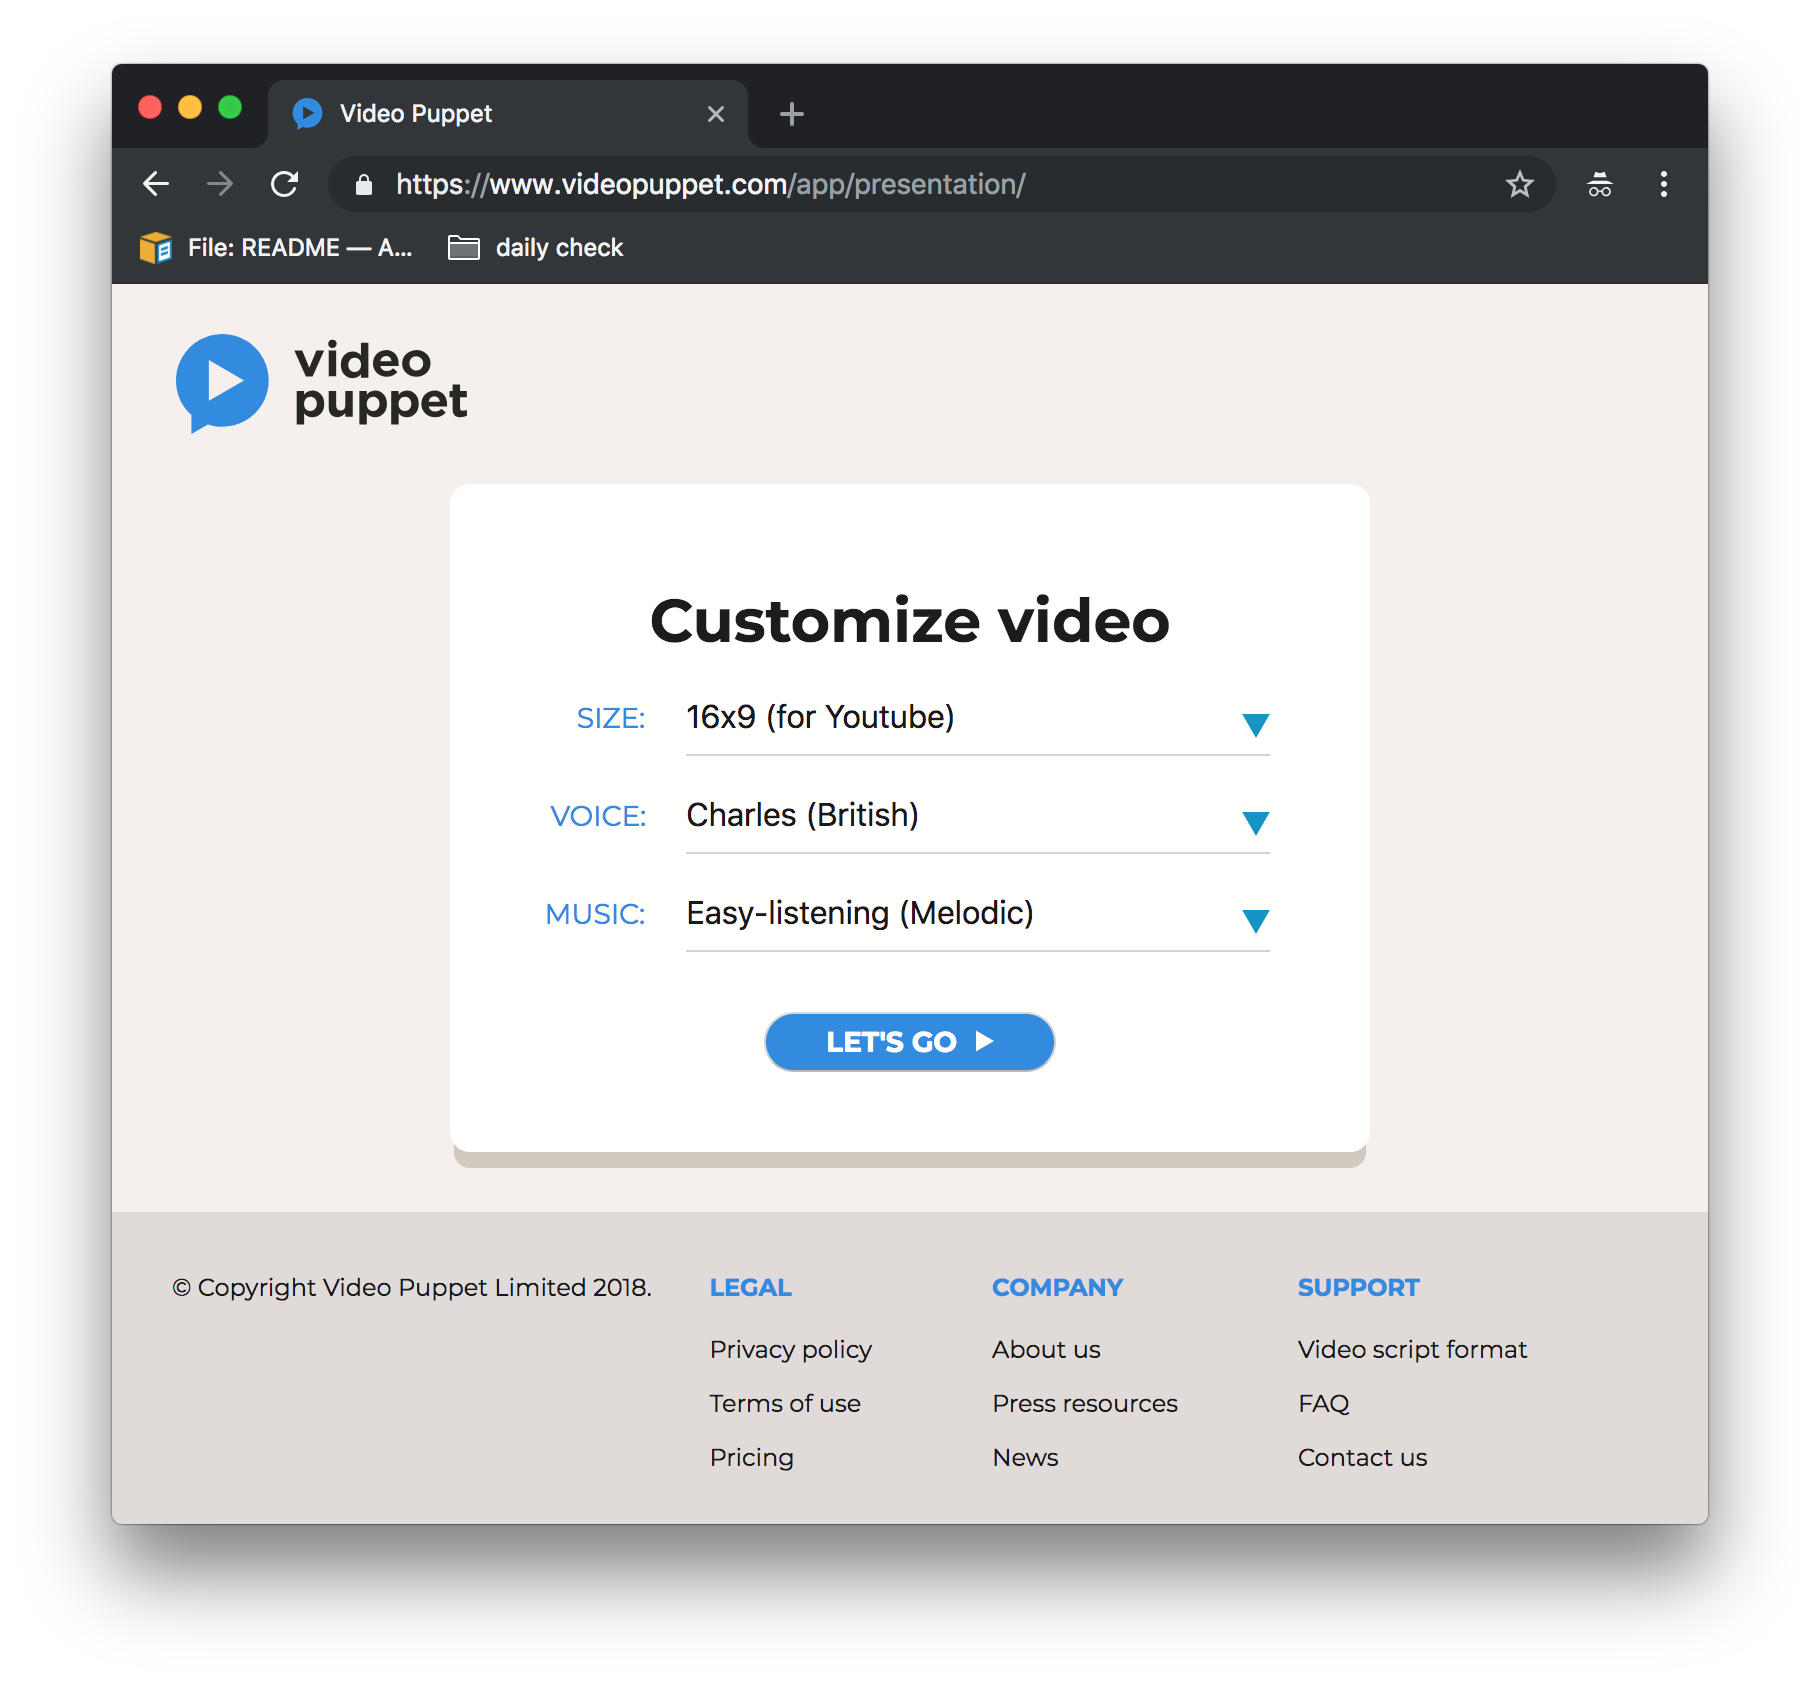 Video Puppet
https://www.videopuppet.com/app/presentation/
File: README — A...
daily check
video
puppet
Customize video
SIZE: 16x9 (for Youtube)
VOICE: Charles (British)
MUSIC: Easy-listening (Melodic)
LET'S GO
© Copyright Video Puppet Limited 2018.
LEGAL
Privacy policy
Terms of use
Pricing
COMPANY
About us
Press resources
News
SUPPORT
Video script format
FAQ
Contact us